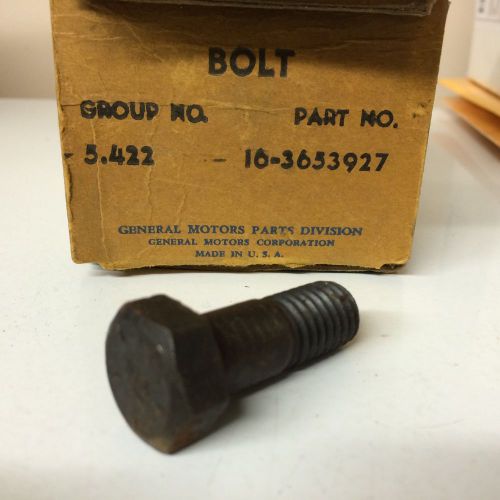 BOLT
GROUP NO. PART NO.
5.422 - 16-3653927
GENERAL MOTORS PARTS DIVISION
GENERAL MOTORS CORPORATION
MADE IN U. S. A.